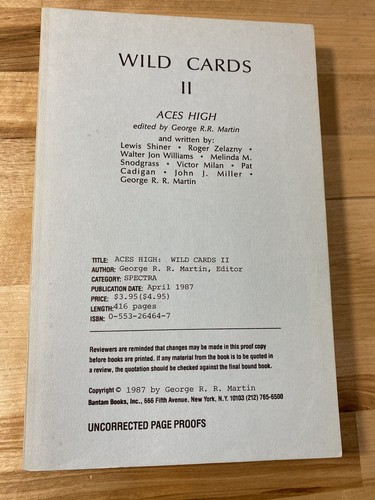 WILD CARDS
II
ACES HIGH
edited by George R.R. Martin
and written by:
Lewis Shiner • Roger Zelazny •
Walter Jon Williams • Melinda M.
Snodgrass • Victor Milan • Pat
Cadigan • John J. Miller •
George R. R. Martin
TITLE: ACES HIGH: WILD CARDS II
AUTHOR: George R. R. Martin, Editor
CATEGORY: SPECTRA
PUBLICATION DATE: April 1987
PRICE: $3.95($4.95)
LENGTH: 416 pages
ISBN: 0-553-26464-7
Reviewers are reminded that changes may be made in this proof copy
before books are printed. If any material from the book is to be quoted in
a review, the quotation should be checked against the final bound book.
Copyright © 1987 by George R. R. Martin
Bantam Books, Inc., 666 Fifth Avenue, New York, N.Y. 10103 (212) 765-6500
UNCORRECTED PAGE PROOFS